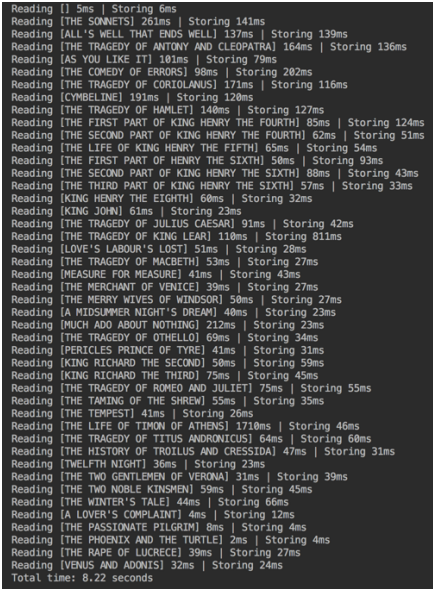 Reading [] 5ms | Storing 6ms
Reading [THE SONNETS] 261ms | Storing 141ms
Reading [ALL'S WELL THAT ENDS WELL] 137ms | Storing 139ms
Reading [THE TRAGEDY OF ANTONY AND CLEOPATRA] 164ms | Storing 136ms
Reading [AS YOU LIKE IT] 101ms | Storing 79ms
Reading [THE COMEDY OF ERRORS] 98ms | Storing 202ms
Reading [THE TRAGEDY OF CORIOLANUS] 171ms | Storing 116ms
Reading [CYMBELINE] 191ms | Storing 120ms
Reading [THE TRAGEDY OF HAMLET] 140ms | Storing 127ms
Reading [THE FIRST PART OF KING HENRY THE FOURTH] 85ms | Storing 124ms
Reading [THE SECOND PART OF KING HENRY THE FOURTH] 62ms | Storing 51ms
Reading [THE LIFE OF KING HENRY THE FIFTH] 65ms | Storing 54ms
Reading [THE FIRST PART OF HENRY THE SIXTH] 50ms | Storing 93ms
Reading [THE SECOND PART OF KING HENRY THE SIXTH] 88ms | Storing 43ms
Reading [THE THIRD PART OF KING HENRY THE SIXTH] 57ms | Storing 33ms
Reading [KING HENRY THE EIGHTH] 60ms | Storing 32ms
Reading [KING JOHN] 61ms | Storing 23ms
Reading [THE TRAGEDY OF JULIUS CAESAR] 91ms | Storing 42ms
Reading [THE TRAGEDY OF KING LEAR] 110ms | Storing 811ms
Reading [LOVE'S LABOUR'S LOST] 51ms | Storing 28ms
Reading [THE TRAGEDY OF MACBETH] 53ms | Storing 27ms
Reading [MEASURE FOR MEASURE] 41ms | Storing 43ms
Reading [THE MERCHANT OF VENICE] 39ms | Storing 27ms
Reading [THE MERRY WIVES OF WINDSOR] 50ms | Storing 27ms
Reading [A MIDSUMMER NIGHT'S DREAM] 40ms | Storing 23ms
Reading [MUCH ADO ABOUT NOTHING] 212ms | Storing 23ms
Reading [THE TRAGEDY OF OTHELLO] 69ms | Storing 34ms
Reading [PERICLES PRINCE OF TYRE] 41ms | Storing 31ms
Reading [KING RICHARD THE SECOND] 50ms | Storing 59ms
Reading [KING RICHARD THE THIRD] 75ms | Storing 45ms
Reading [THE TRAGEDY OF ROMEO AND JULIET] 75ms | Storing 55ms
Reading [THE TAMING OF THE SHREW] 55ms | Storing 35ms
Reading [THE TEMPEST] 41ms | Storing 26ms
Reading [THE LIFE OF TIMON OF ATHENS] 1710ms | Storing 46ms
Reading [THE TRAGEDY OF TITUS ANDRONICUS] 64ms | Storing 60ms
Reading [THE HISTORY OF TROILUS AND CRESSIDA] 47ms | Storing 31ms
Reading [TWELFTH NIGHT] 36ms | Storing 23ms
Reading [THE TWO GENTLEMEN OF VERONA] 31ms | Storing 39ms
Reading [THE TWO NOBLE KINSMEN] 59ms | Storing 45ms
Reading [THE WINTER'S TALE] 44ms | Storing 66ms
Reading [A LOVER'S COMPLAINT] 4ms | Storing 12ms
Reading [THE PASSIONATE PILGRIM] 8ms | Storing 4ms
Reading [THE PHOENIX AND THE TURTLE] 2ms | Storing 4ms
Reading [THE RAPE OF LUCRECE] 39ms | Storing 27ms
Reading [VENUS AND ADONIS] 32ms | Storing 24ms
Total time: 8.22 seconds